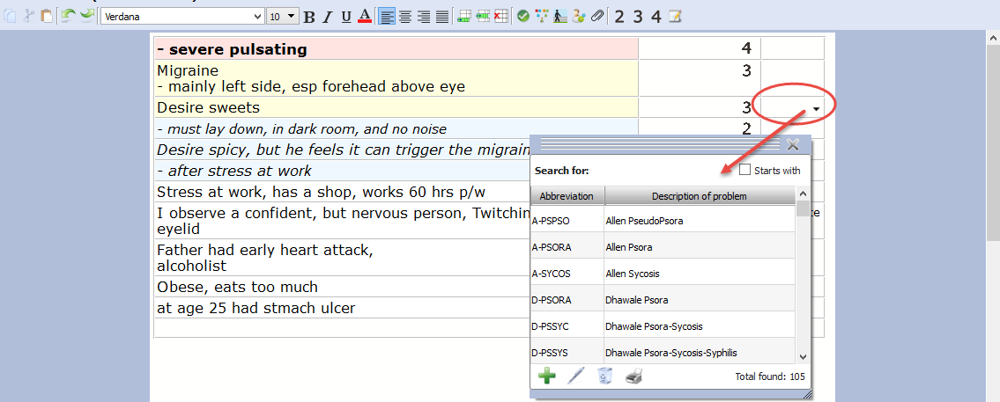 Verdana 10 B I U A 2 3 4
- severe pulsating 4
Migraine 3
- mainly left side, esp forehead above eye
Desire sweets 3
- must lay down, in dark room, and no noise 2
Desire spicy, but he feels it can trigger the migrain
- after stress at work
Stress at work, has a shop, works 60 hrs p/w
I observe a confident, but nervous person, Twitchin
eyelid
Father had early heart attack,
alcoholist
Obese, eats too much
at age 25 had stmach ulcer
Search for: Starts with
Abbreviation Description of problem
A-PSPSO Allen PseudoPsora
A-PSORA Allen Psora
A-SYCOS Allen Sycosis
D-PSORA Dhawale Psora
D-PSSYC Dhawale Psora-Sycosis
D-PSSYS Dhawale Psora-Sycosis-Syphilis
Total found: 105